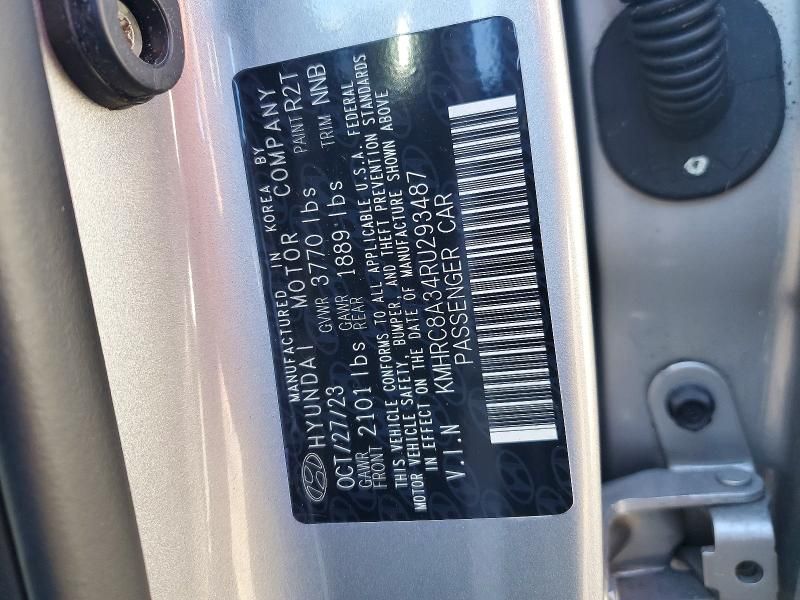 MANUFACTURED IN KOREA BY
HYUNDAI MOTOR COMPANY
OCT/27/23 GVWR 3770 lbs PAINT R2T
GAWR FRONT 2101 lbs GAWR REAR 1889 lbs TRIM NNB
THIS VEHICLE CONFORMS TO ALL APPLICABLE U.S.A. FEDERAL
MOTOR VEHICLE SAFETY, BUMPER, AND THEFT PREVENTION STANDARDS
IN EFFECT ON THE DATE OF MANUFACTURE SHOWN ABOVE
V.I.N KMHRC8A34RU293487
PASSENGER CAR